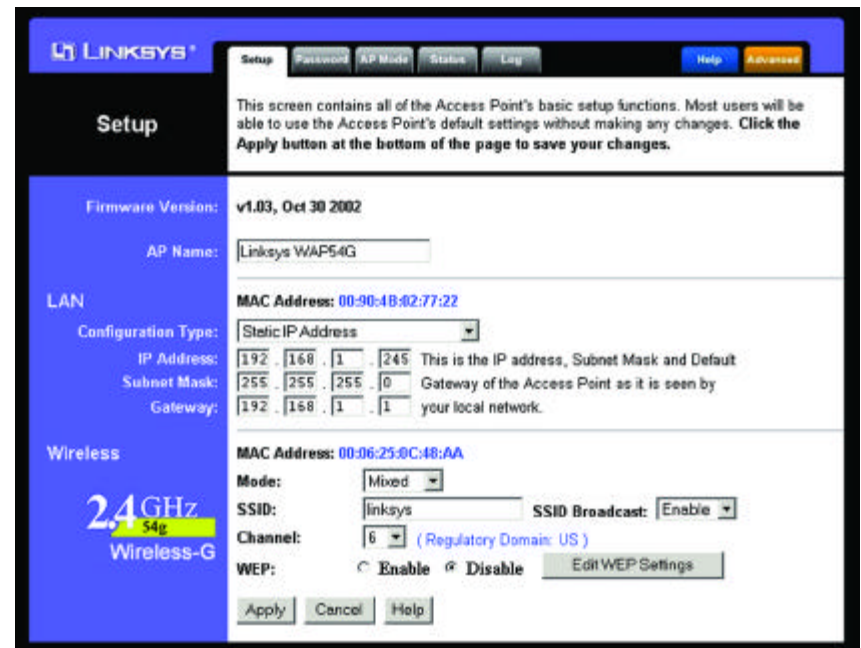 LINKSYS®
Setup Password AP Mode Status Log Help Advanced
Setup
This screen contains all of the Access Point's basic setup functions. Most users will be
able to use the Access Point's default settings without making any changes. Click the
Apply button at the bottom of the page to save your changes.
Firmware Version: v1.03, Oct 30 2002
AP Name: Linksys WAP54G
LAN MAC Address: 00:90:4B:02:77:22
Configuration Type: Static IP Address
IP Address: 192 . 168 . 1 . 245 This is the IP address, Subnet Mask and Default
Subnet Mask: 255 . 255 . 255 . 0 Gateway of the Access Point as it is seen by
Gateway: 192 . 168 . 1 . 1 your local network.
Wireless MAC Address: 00:06:25:0C:48:AA
Mode: Mixed
SSID: linksys SSID Broadcast: Enable
Channel: 6 ( Regulatory Domain: US )
WEP: Enable Disable Edit WEP Settings
2.4 GHz
54g
Wireless-G
Apply Cancel Help